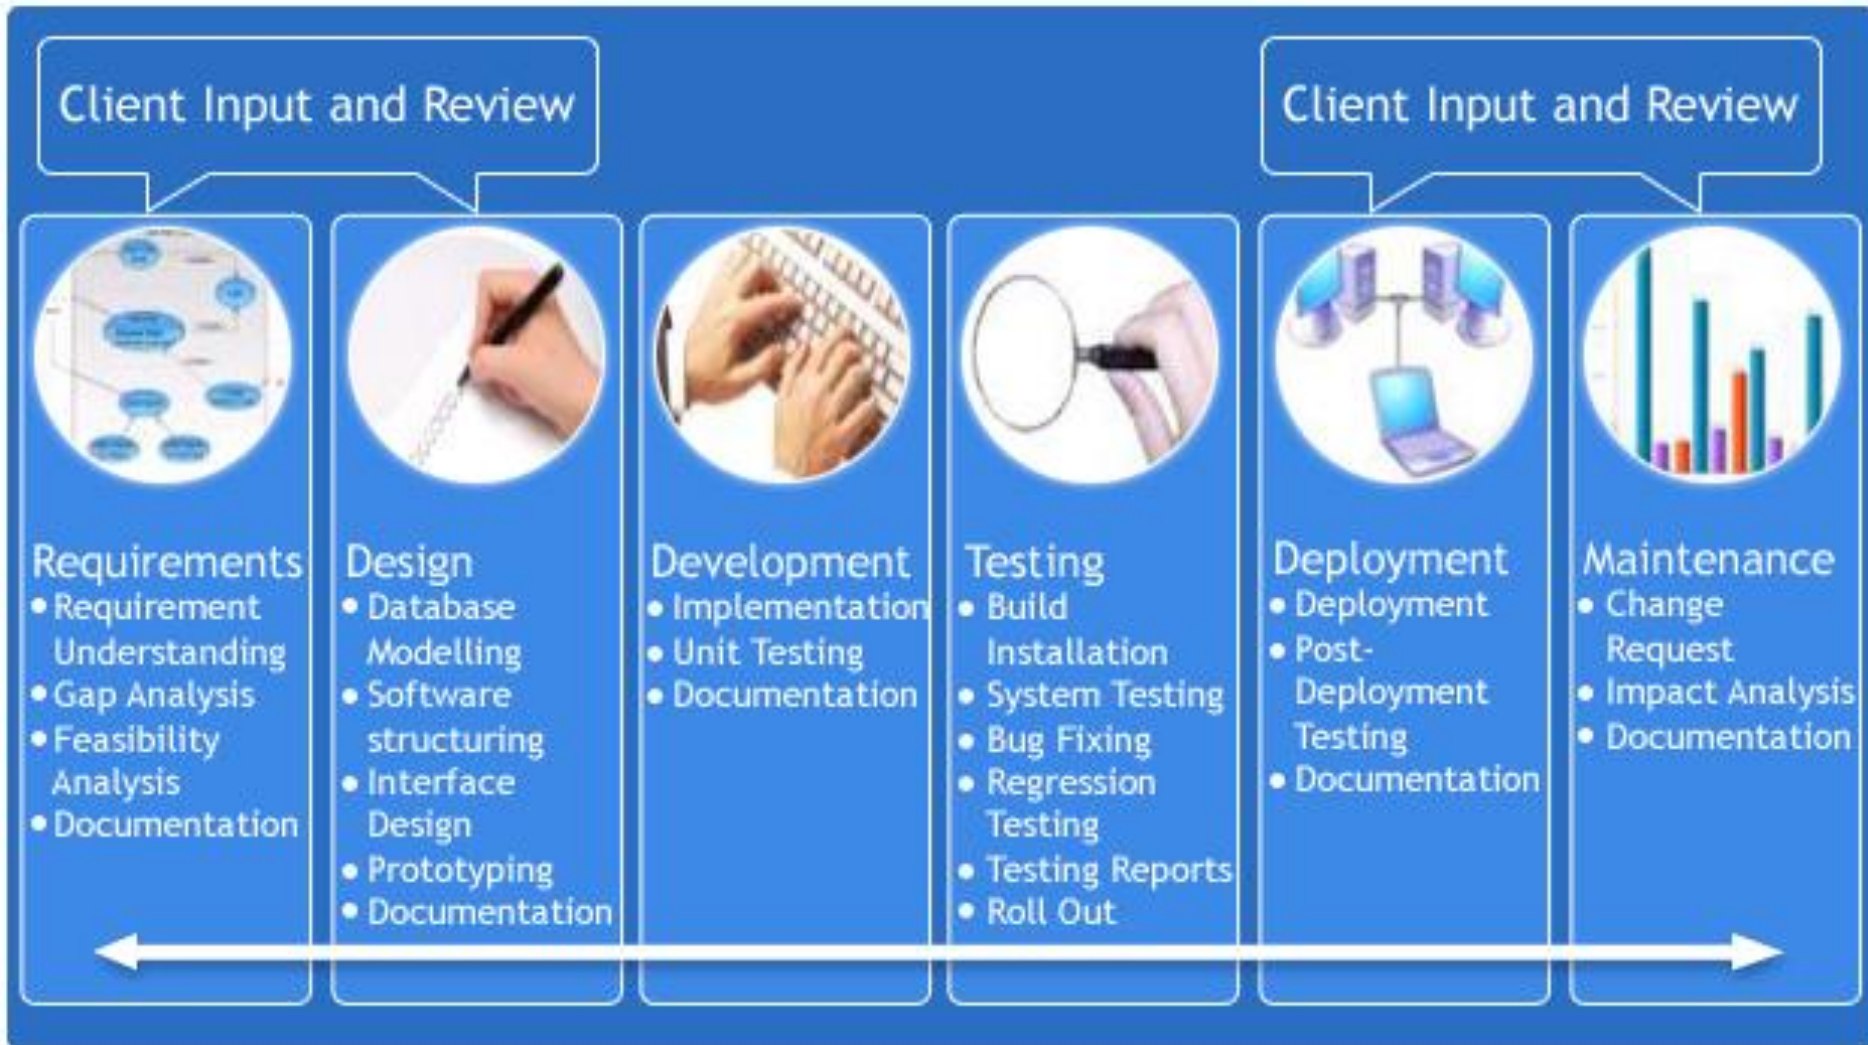 Client Input and Review
Client Input and Review
Requirements
• Requirement
Understanding
• Gap Analysis
• Feasibility
Analysis
• Documentation
Design
• Database
Modelling
• Software
structuring
• Interface
Design
• Prototyping
• Documentation
Development
• Implementation
• Unit Testing
• Documentation
Testing
• Build
Installation
• System Testing
• Bug Fixing
• Regression
Testing
• Testing Reports
• Roll Out
Deployment
• Deployment
• Post-
Deployment
Testing
• Documentation
Maintenance
• Change
Request
• Impact Analysis
• Documentation